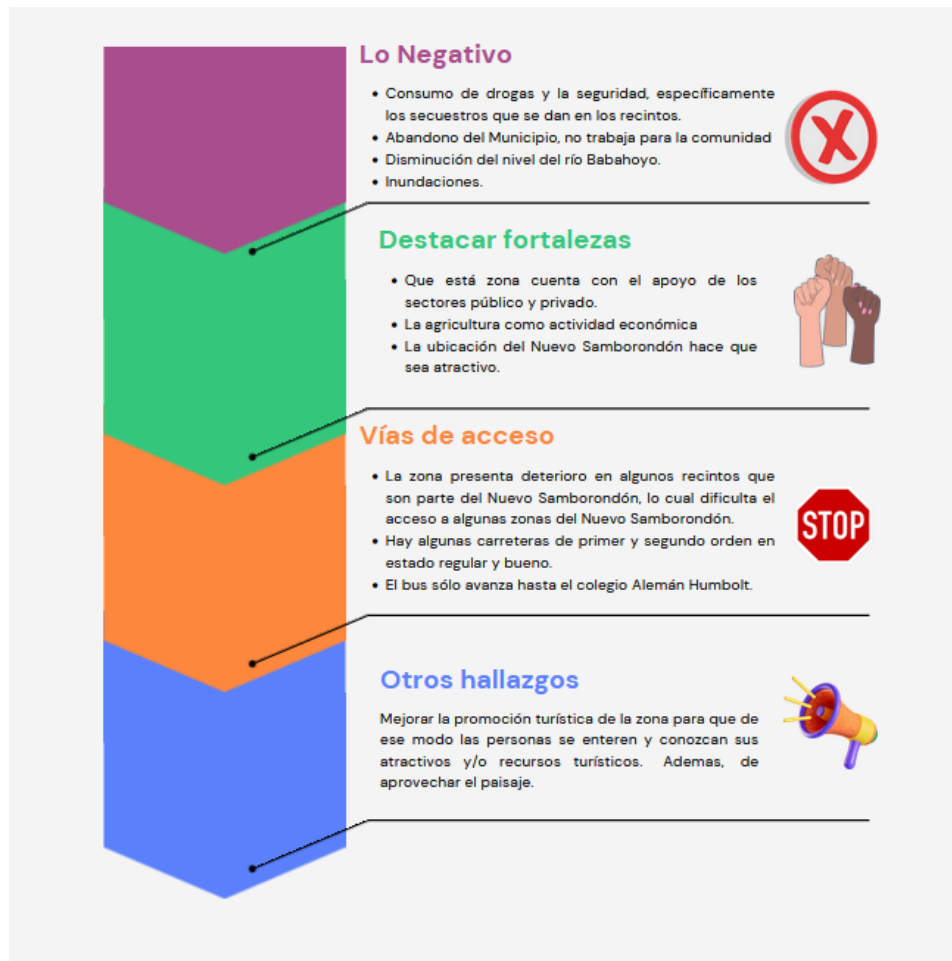 Lo Negativo
• Consumo de drogas y la seguridad, específicamente
los secuestros que se dan en los recintos.
• Abandono del Municipio, no trabaja para la comunidad
• Disminución del nivel del río Babahoyo.
• Inundaciones.
Destacar fortalezas
• Que está zona cuenta con el apoyo de los
sectores público y privado.
• La agricultura como actividad económica
• La ubicación del Nuevo Samborondón hace que
sea atractivo.
Vías de acceso
• La zona presenta deterioro en algunos recintos que
son parte del Nuevo Samborondón, lo cual dificulta el
acceso a algunas zonas del Nuevo Samborondón.
• Hay algunas carreteras de primer y segundo orden en
estado regular y bueno.
• El bus sólo avanza hasta el colegio Alemán Humbolt.
STOP
Otros hallazgos
Mejorar la promoción turística de la zona para que de
ese modo las personas se enteren y conozcan sus
atractivos y/o recursos turísticos. Ademas, de
aprovechar el paisaje.